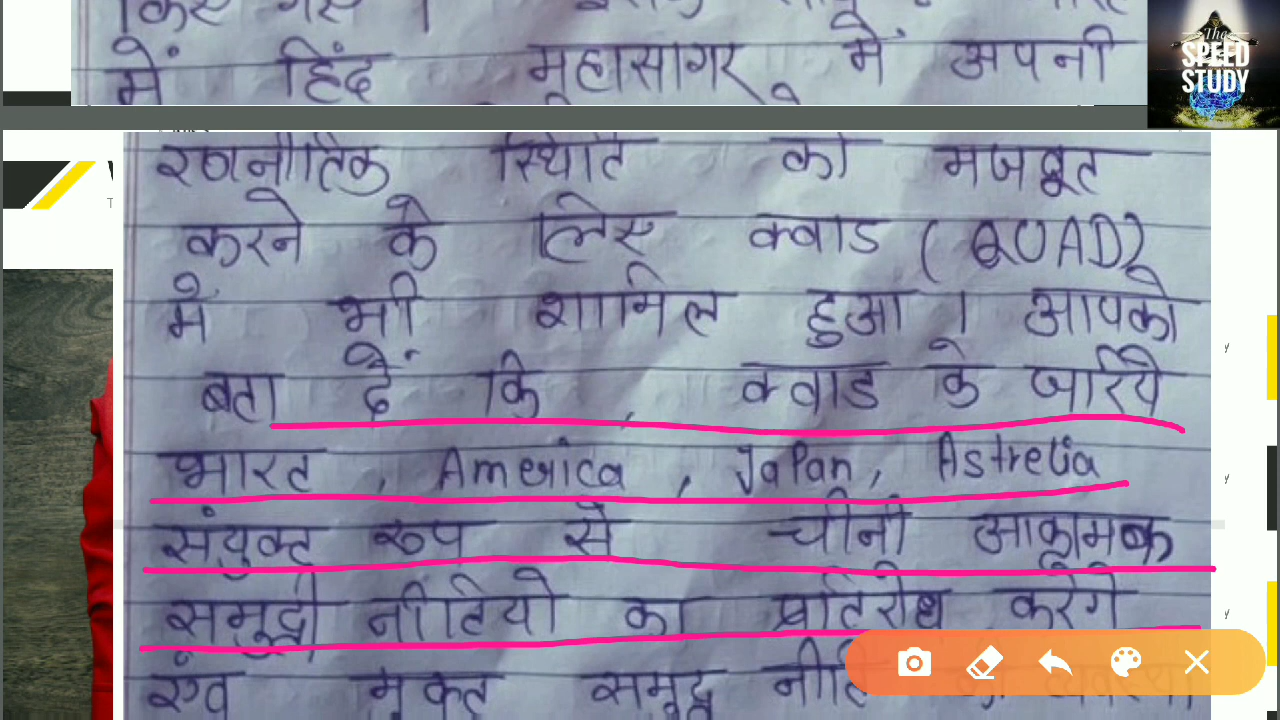 में हिंद महासागर में अपनी
The
SPEED
STUDY
रणनीतिक स्थिति को मजबूत
करने के लिए क्वाड (QUAD)
में भी शामिल हुआ । आपको
बता दें कि, क्वाड के जरिये
भारत, America, Japan, Astrelia
संयुक्त रूप से चीनी आक्रामक
समुद्री नीतियो का प्रतिरोध करेंगे
एंव मुक्त समुद्र नीति